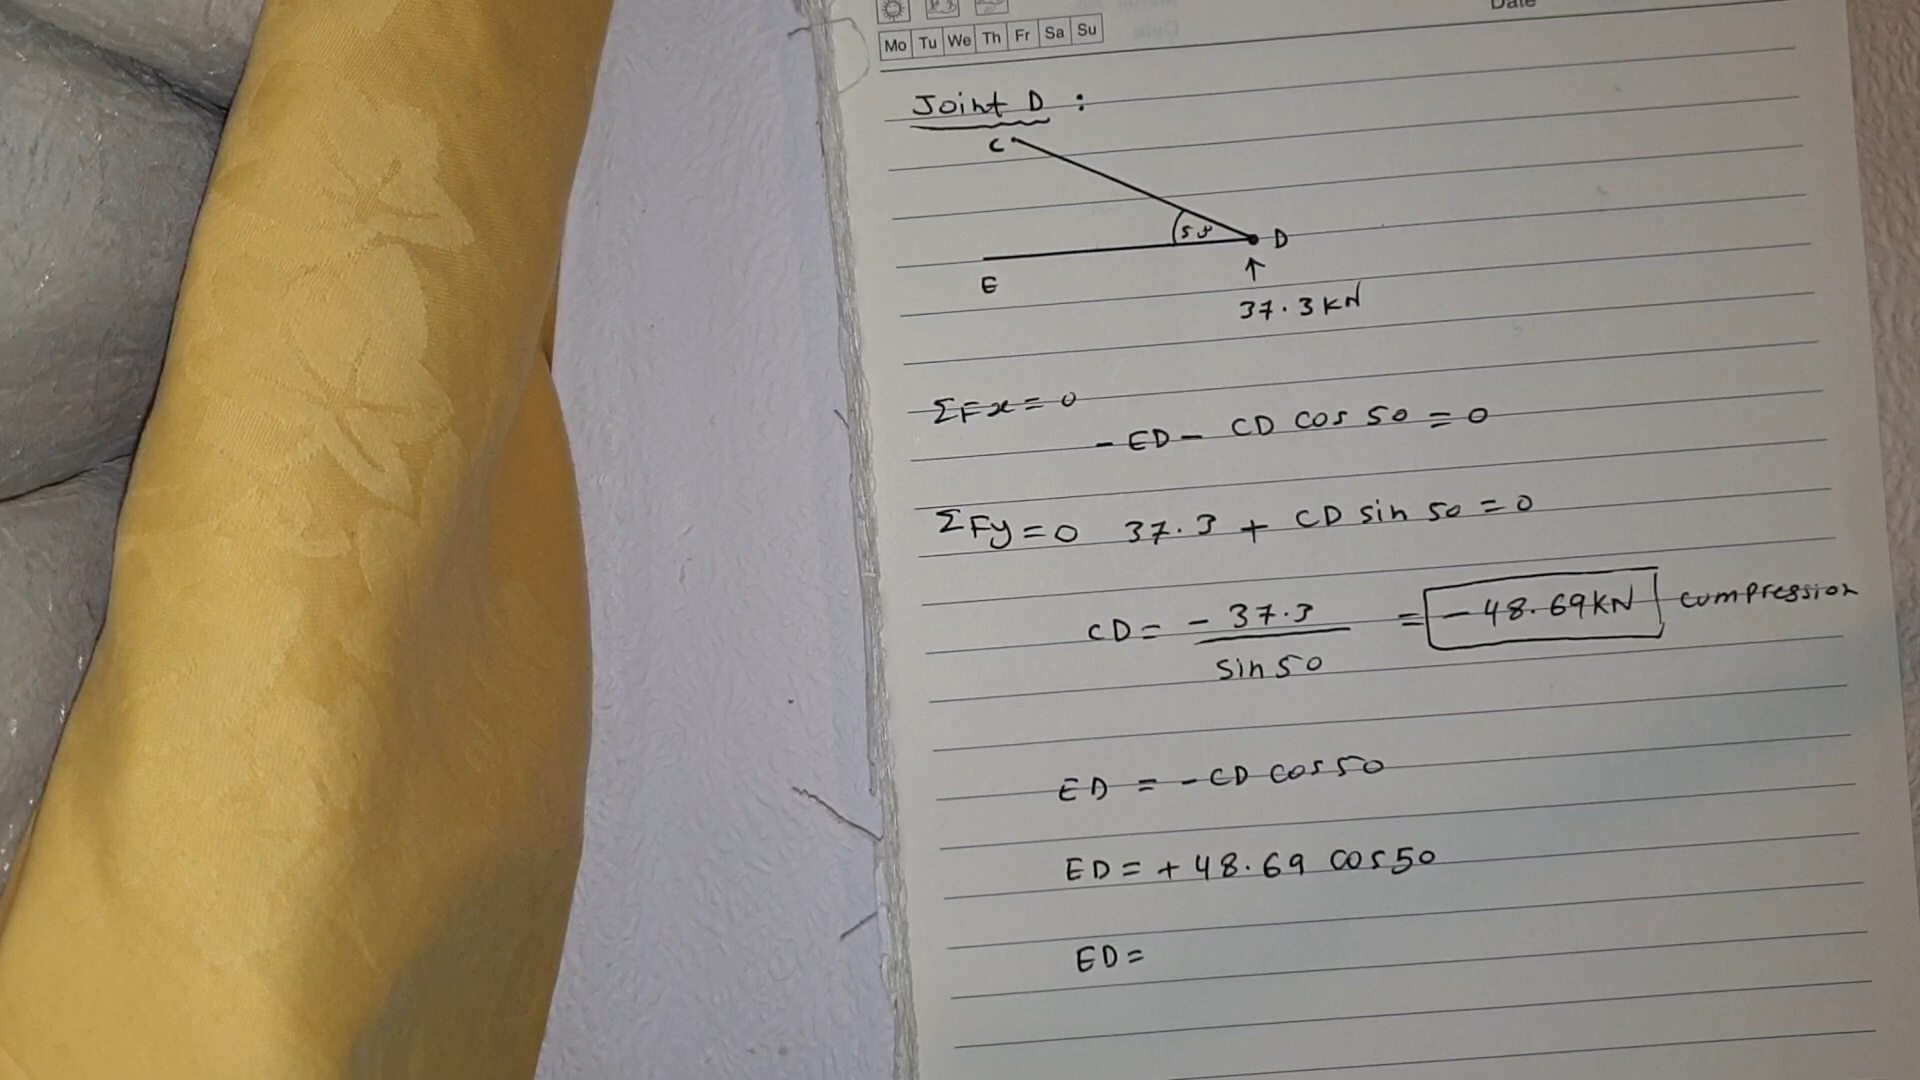 Date
Mo Tu We Th Fr Sa Su
Joint D :
C
50°
D
E
37.3 KN
ΣFx = 0
- ED - CD cos 50 = 0
ΣFy = 0 37.3 + CD sin 50 = 0
CD = - 37.3 / sin 50 = - 48.69 KN compression
ED = - CD cos 50
ED = + 48.69 cos 50
ED =